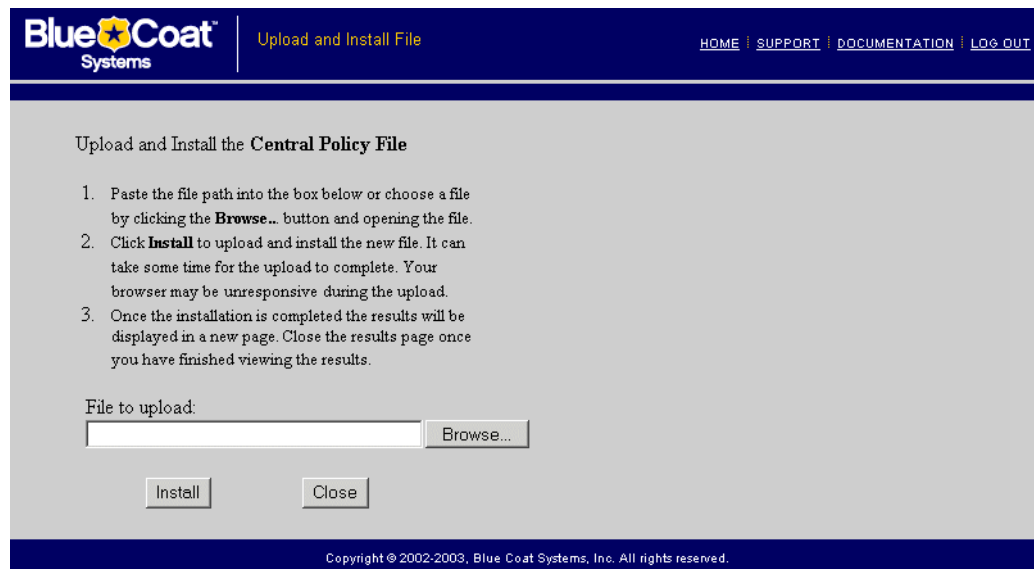 Blue Coat™
Systems
Upload and Install File
HOME SUPPORT DOCUMENTATION LOG OUT
Upload and Install the Central Policy File
1. Paste the file path into the box below or choose a file
by clicking the Browse... button and opening the file.
2. Click Install to upload and install the new file. It can
take some time for the upload to complete. Your
browser may be unresponsive during the upload.
3. Once the installation is completed the results will be
displayed in a new page. Close the results page once
you have finished viewing the results.
File to upload:
Browse...
Install Close
Copyright © 2002-2003, Blue Coat Systems, Inc. All rights reserved.